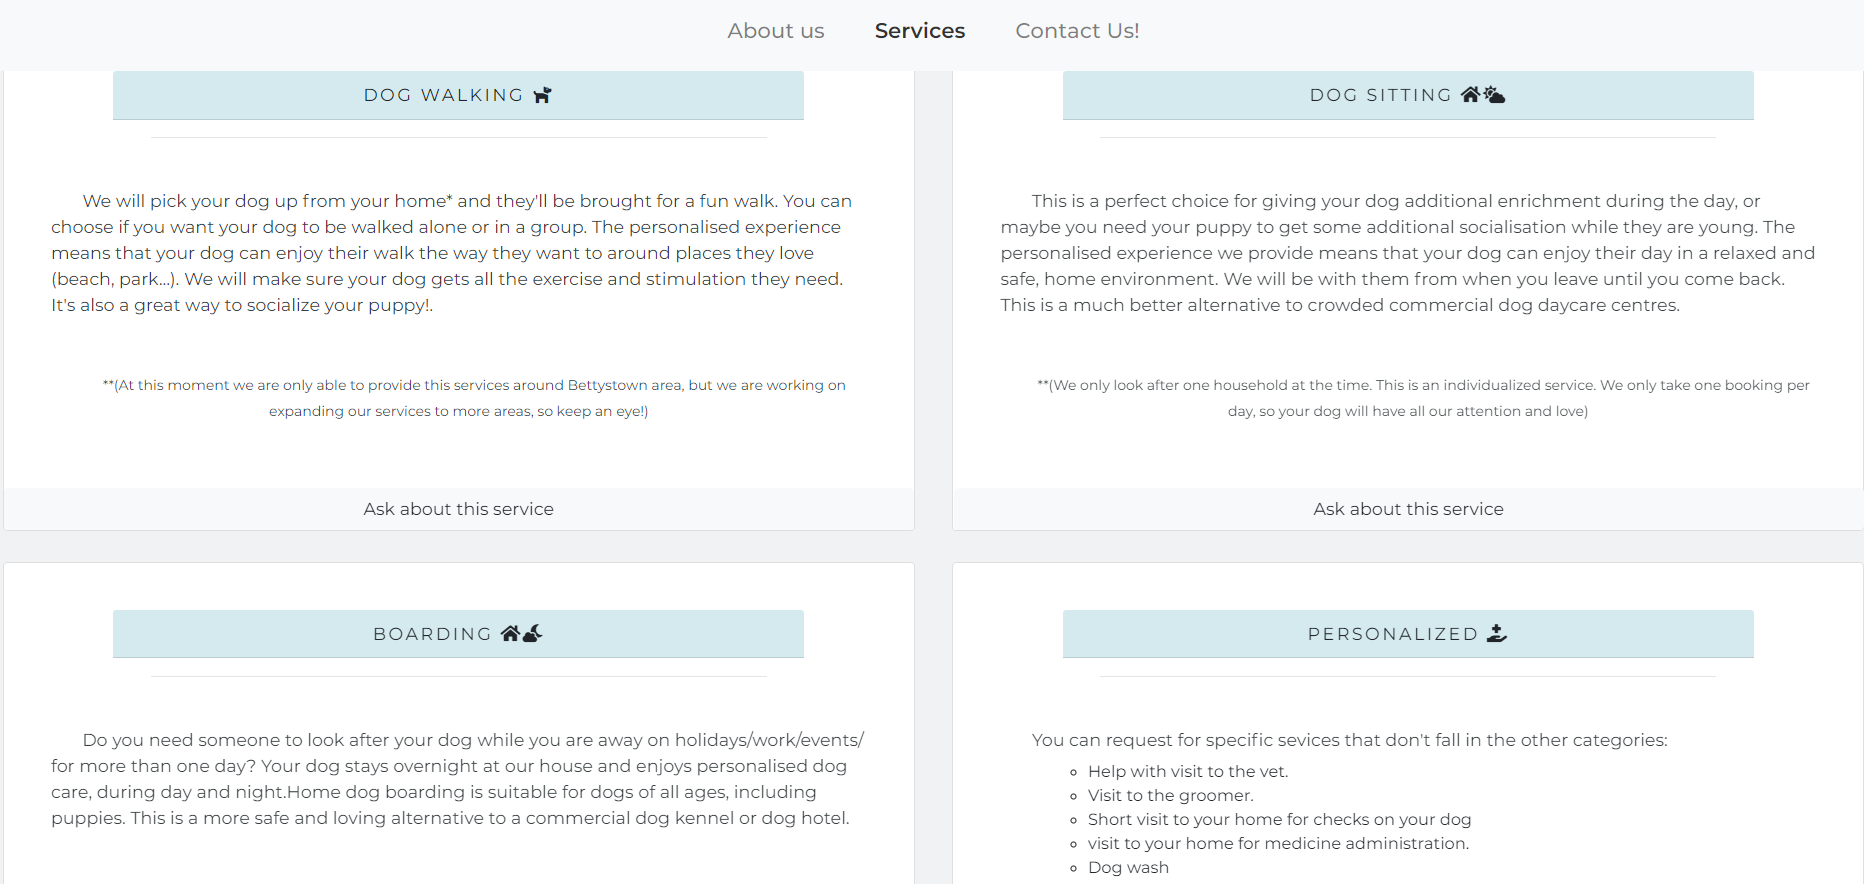 About us Services Contact Us!
DOG WALKING
We will pick your dog up from your home* and they'll be brought for a fun walk. You can
choose if you want your dog to be walked alone or in a group. The personalised experience
means that your dog can enjoy their walk the way they want to around places they love
(beach, park...). We will make sure your dog gets all the exercise and stimulation they need.
It's also a great way to socialize your puppy!.
**(At this moment we are only able to provide this services around Bettystown area, but we are working on
expanding our services to more areas, so keep an eye!)
Ask about this service
DOG SITTING
This is a perfect choice for giving your dog additional enrichment during the day, or
maybe you need your puppy to get some additional socialisation while they are young. The
personalised experience we provide means that your dog can enjoy their day in a relaxed and
safe, home environment. We will be with them from when you leave until you come back.
This is a much better alternative to crowded commercial dog daycare centres.
**(We only look after one household at the time. This is an individualized service. We only take one booking per
day, so your dog will have all our attention and love)
Ask about this service
BOARDING
Do you need someone to look after your dog while you are away on holidays/work/events/
for more than one day? Your dog stays overnight at our house and enjoys personalised dog
care, during day and night.Home dog boarding is suitable for dogs of all ages, including
puppies. This is a more safe and loving alternative to a commercial dog kennel or dog hotel.
PERSONALIZED
You can request for specific sevices that don't fall in the other categories:
Help with visit to the vet.
Visit to the groomer.
Short visit to your home for checks on your dog
visit to your home for medicine administration.
Dog wash